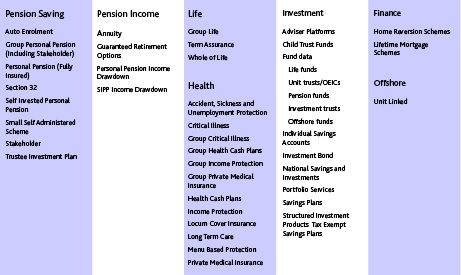 Pension Saving
Auto Enrolment
Group Personal Pension
(Including Stakeholder)
Personal Pension (Fully
Insured)
Section 32
Self Invested Personal
Pension
Small Self Administered
Scheme
Stakeholder
Trustee Investment Plan
Pension Income
Annuity
Guaranteed Retirement
Options
Personal Pension Income
Drawdown
SIPP Income Drawdown
Life
Group Life
Term Assurance
Whole of Life
Health
Accident, Sickness and
Unemployment Protection
Critical Illness
Group Critical Illness
Group Health Cash Plans
Group Income Protection
Group Private Medical
Insurance
Health Cash Plans
Income Protection
Locum Cover Insurance
Long Term Care
Menu Based Protection
Private Medical Insurance
Investment
Adviser Platforms
Child Trust Funds
Fund data
Life funds
Unit trusts/OEICs
Pension funds
Investment trusts
Offshore funds
Individual Savings
Accounts
Investment Bond
National Savings and
Investments
Portfolio Services
Savings Plans
Structured Investment
Products Tax Exempt
Savings Plans
Finance
Home Reversion Schemes
Lifetime Mortgage
Schemes
Offshore
Unit Linked